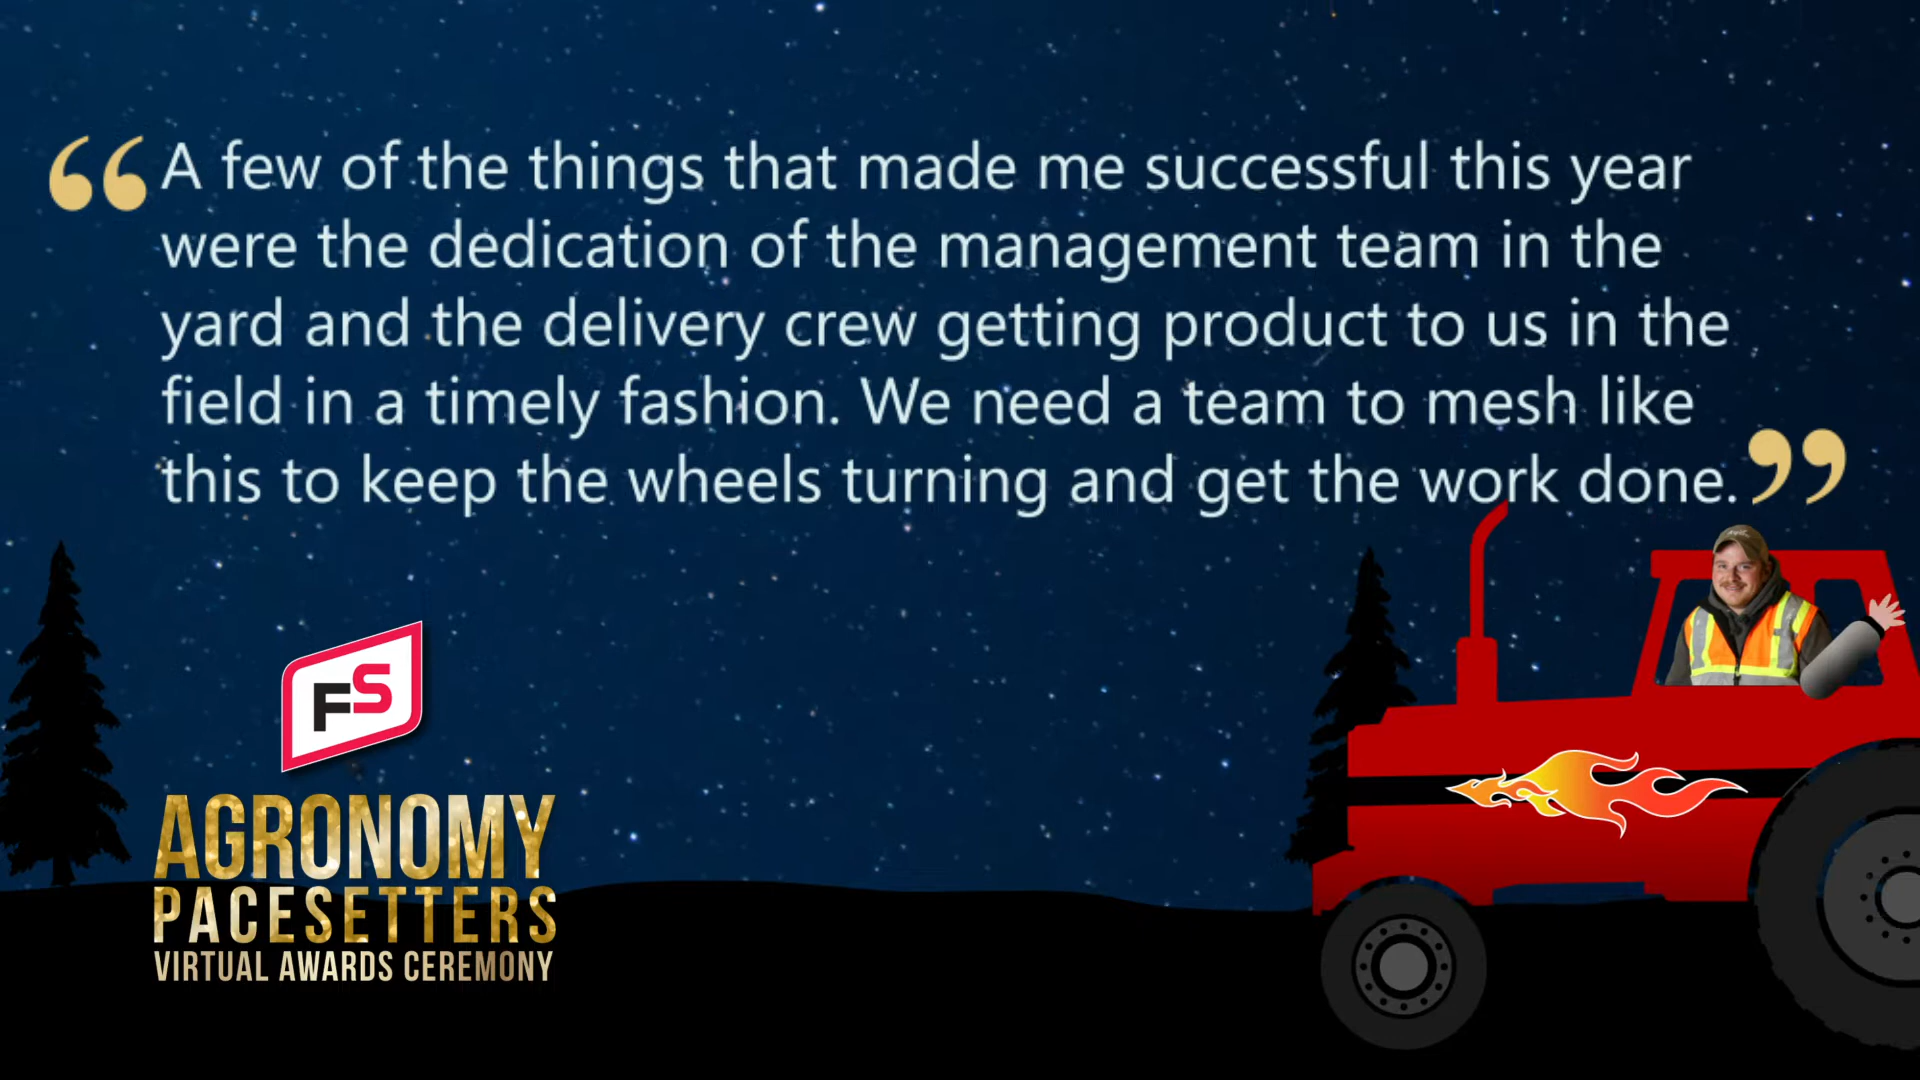 “A few of the things that made me successful this year
were the dedication of the management team in the
yard and the delivery crew getting product to us in the
field in a timely fashion. We need a team to mesh like
this to keep the wheels turning and get the work done.”
FS
AGRONOMY
PACESETTERS
VIRTUAL AWARDS CEREMONY